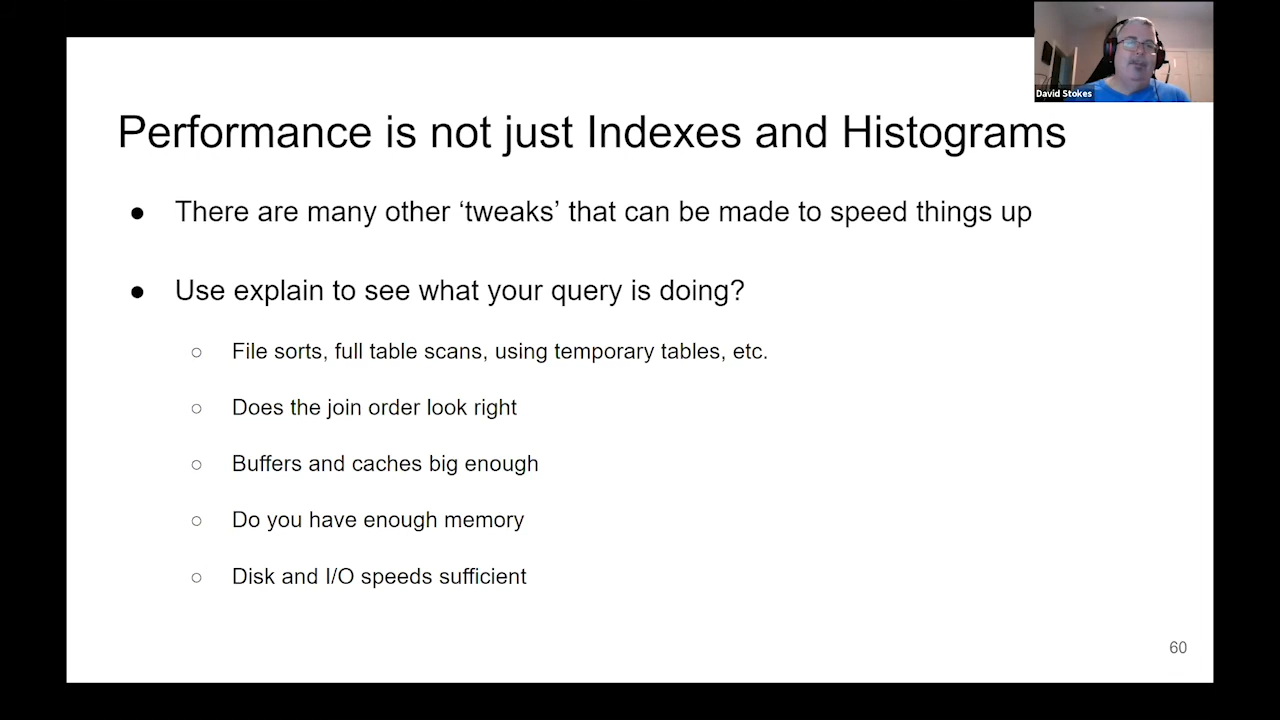 David Stokes
Performance is not just Indexes and Histograms
● There are many other ‘tweaks’ that can be made to speed things up
● Use explain to see what your query is doing?
○ File sorts, full table scans, using temporary tables, etc.
○ Does the join order look right
○ Buffers and caches big enough
○ Do you have enough memory
○ Disk and I/O speeds sufficient
60